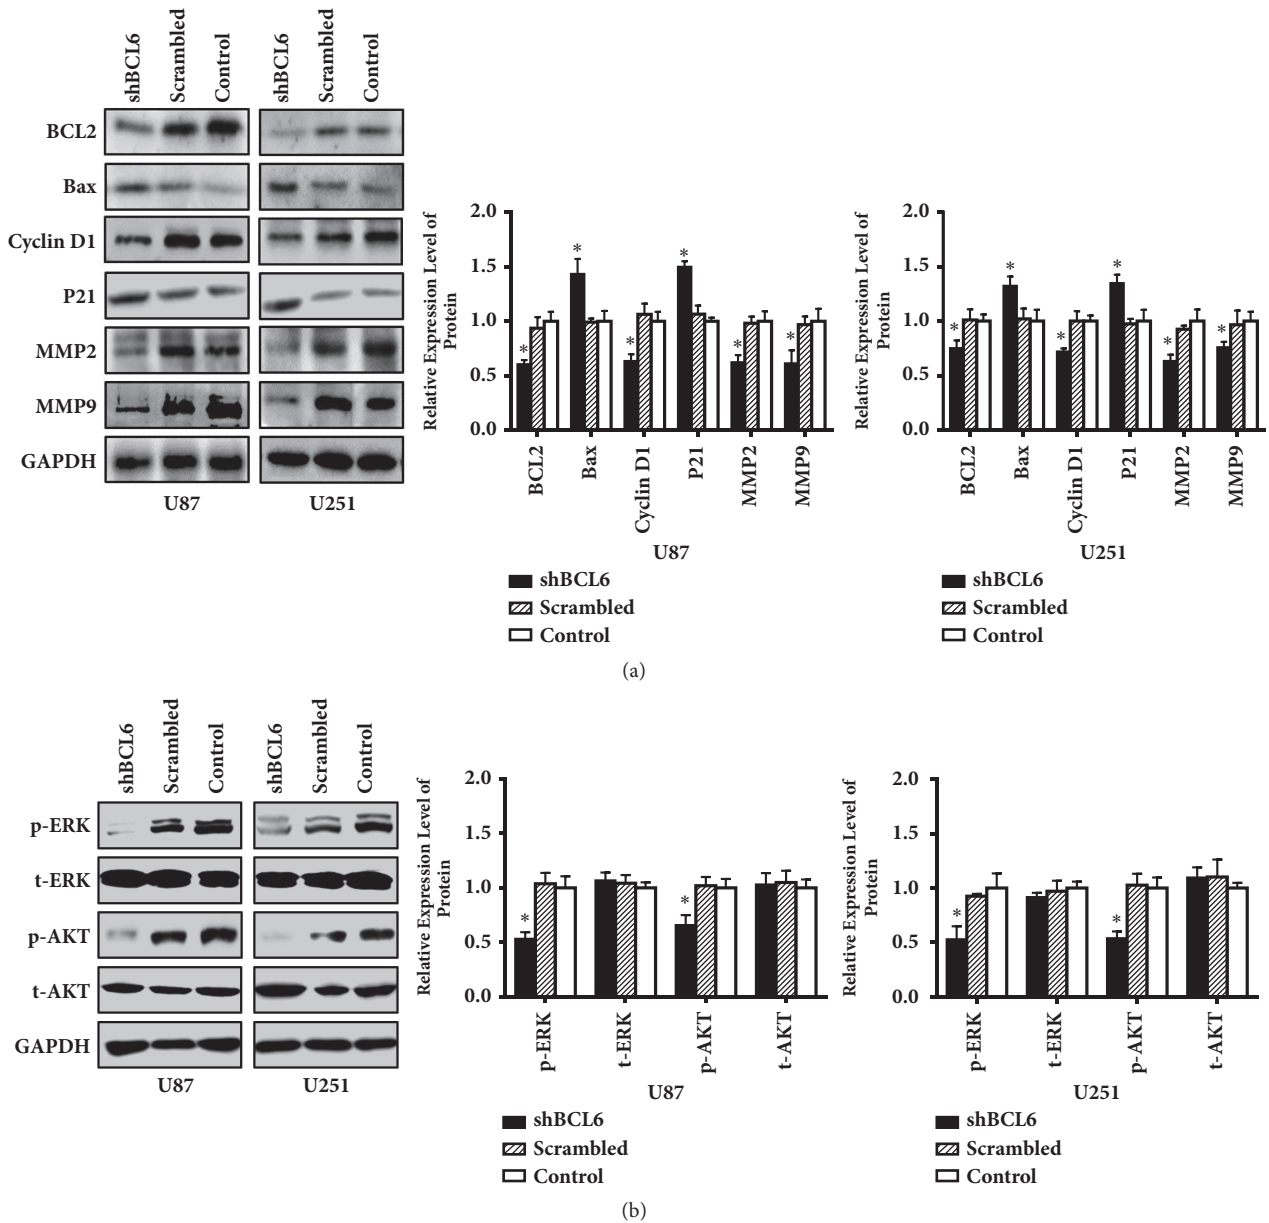 shBCL6 Scrambled Control shBCL6 Scrambled Control
BCL2
Bax
Cyclin D1
P21
MMP2
MMP9
GAPDH
U87 U251
Relative Expression Level of
Protein
2.0
1.5
1.0
0.5
0.0
* * * * * *
BCL2 Bax Cyclin D1 P21 MMP2 MMP9
U87
shBCL6
Scrambled
Control
Relative Expression Level of
Protein
2.0
1.5
1.0
0.5
0.0
* * * * * *
BCL2 Bax Cyclin D1 P21 MMP2 MMP9
U251
shBCL6
Scrambled
Control
(a)
shBCL6 Scrambled Control shBCL6 Scrambled Control
p-ERK
t-ERK
p-AKT
t-AKT
GAPDH
U87 U251
Relative Expression Level of
Protein
2.0
1.5
1.0
0.5
0.0
* *
p-ERK t-ERK p-AKT t-AKT
U87
shBCL6
Scrambled
Control
Relative Expression Level of
Protein
2.0
1.5
1.0
0.5
0.0
* *
p-ERK t-ERK p-AKT t-AKT
U251
shBCL6
Scrambled
Control
(b)